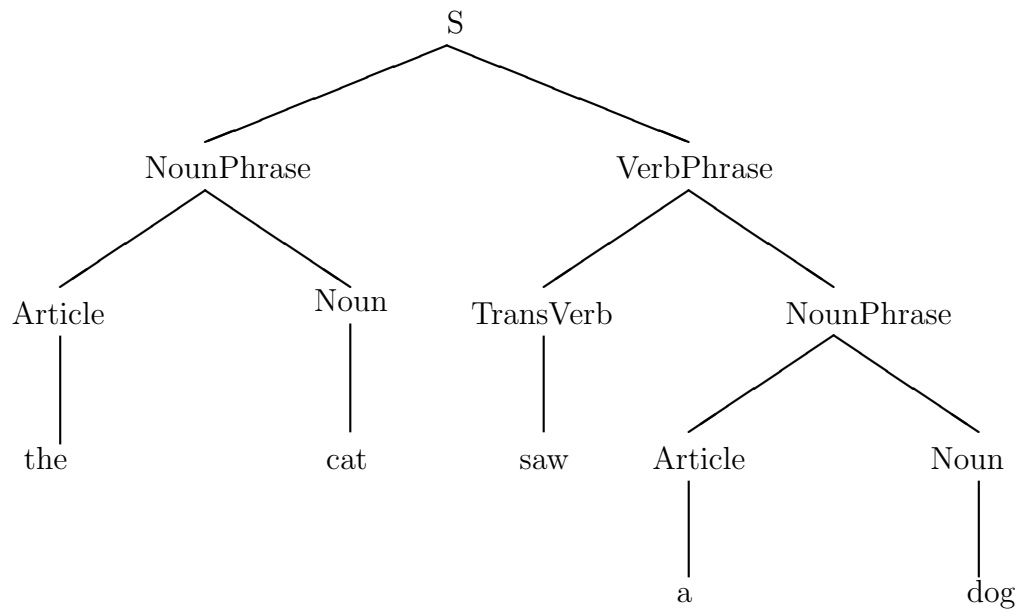 S
NounPhrase VerbPhrase
Article Noun TransVerb NounPhrase
the cat saw Article Noun
a dog